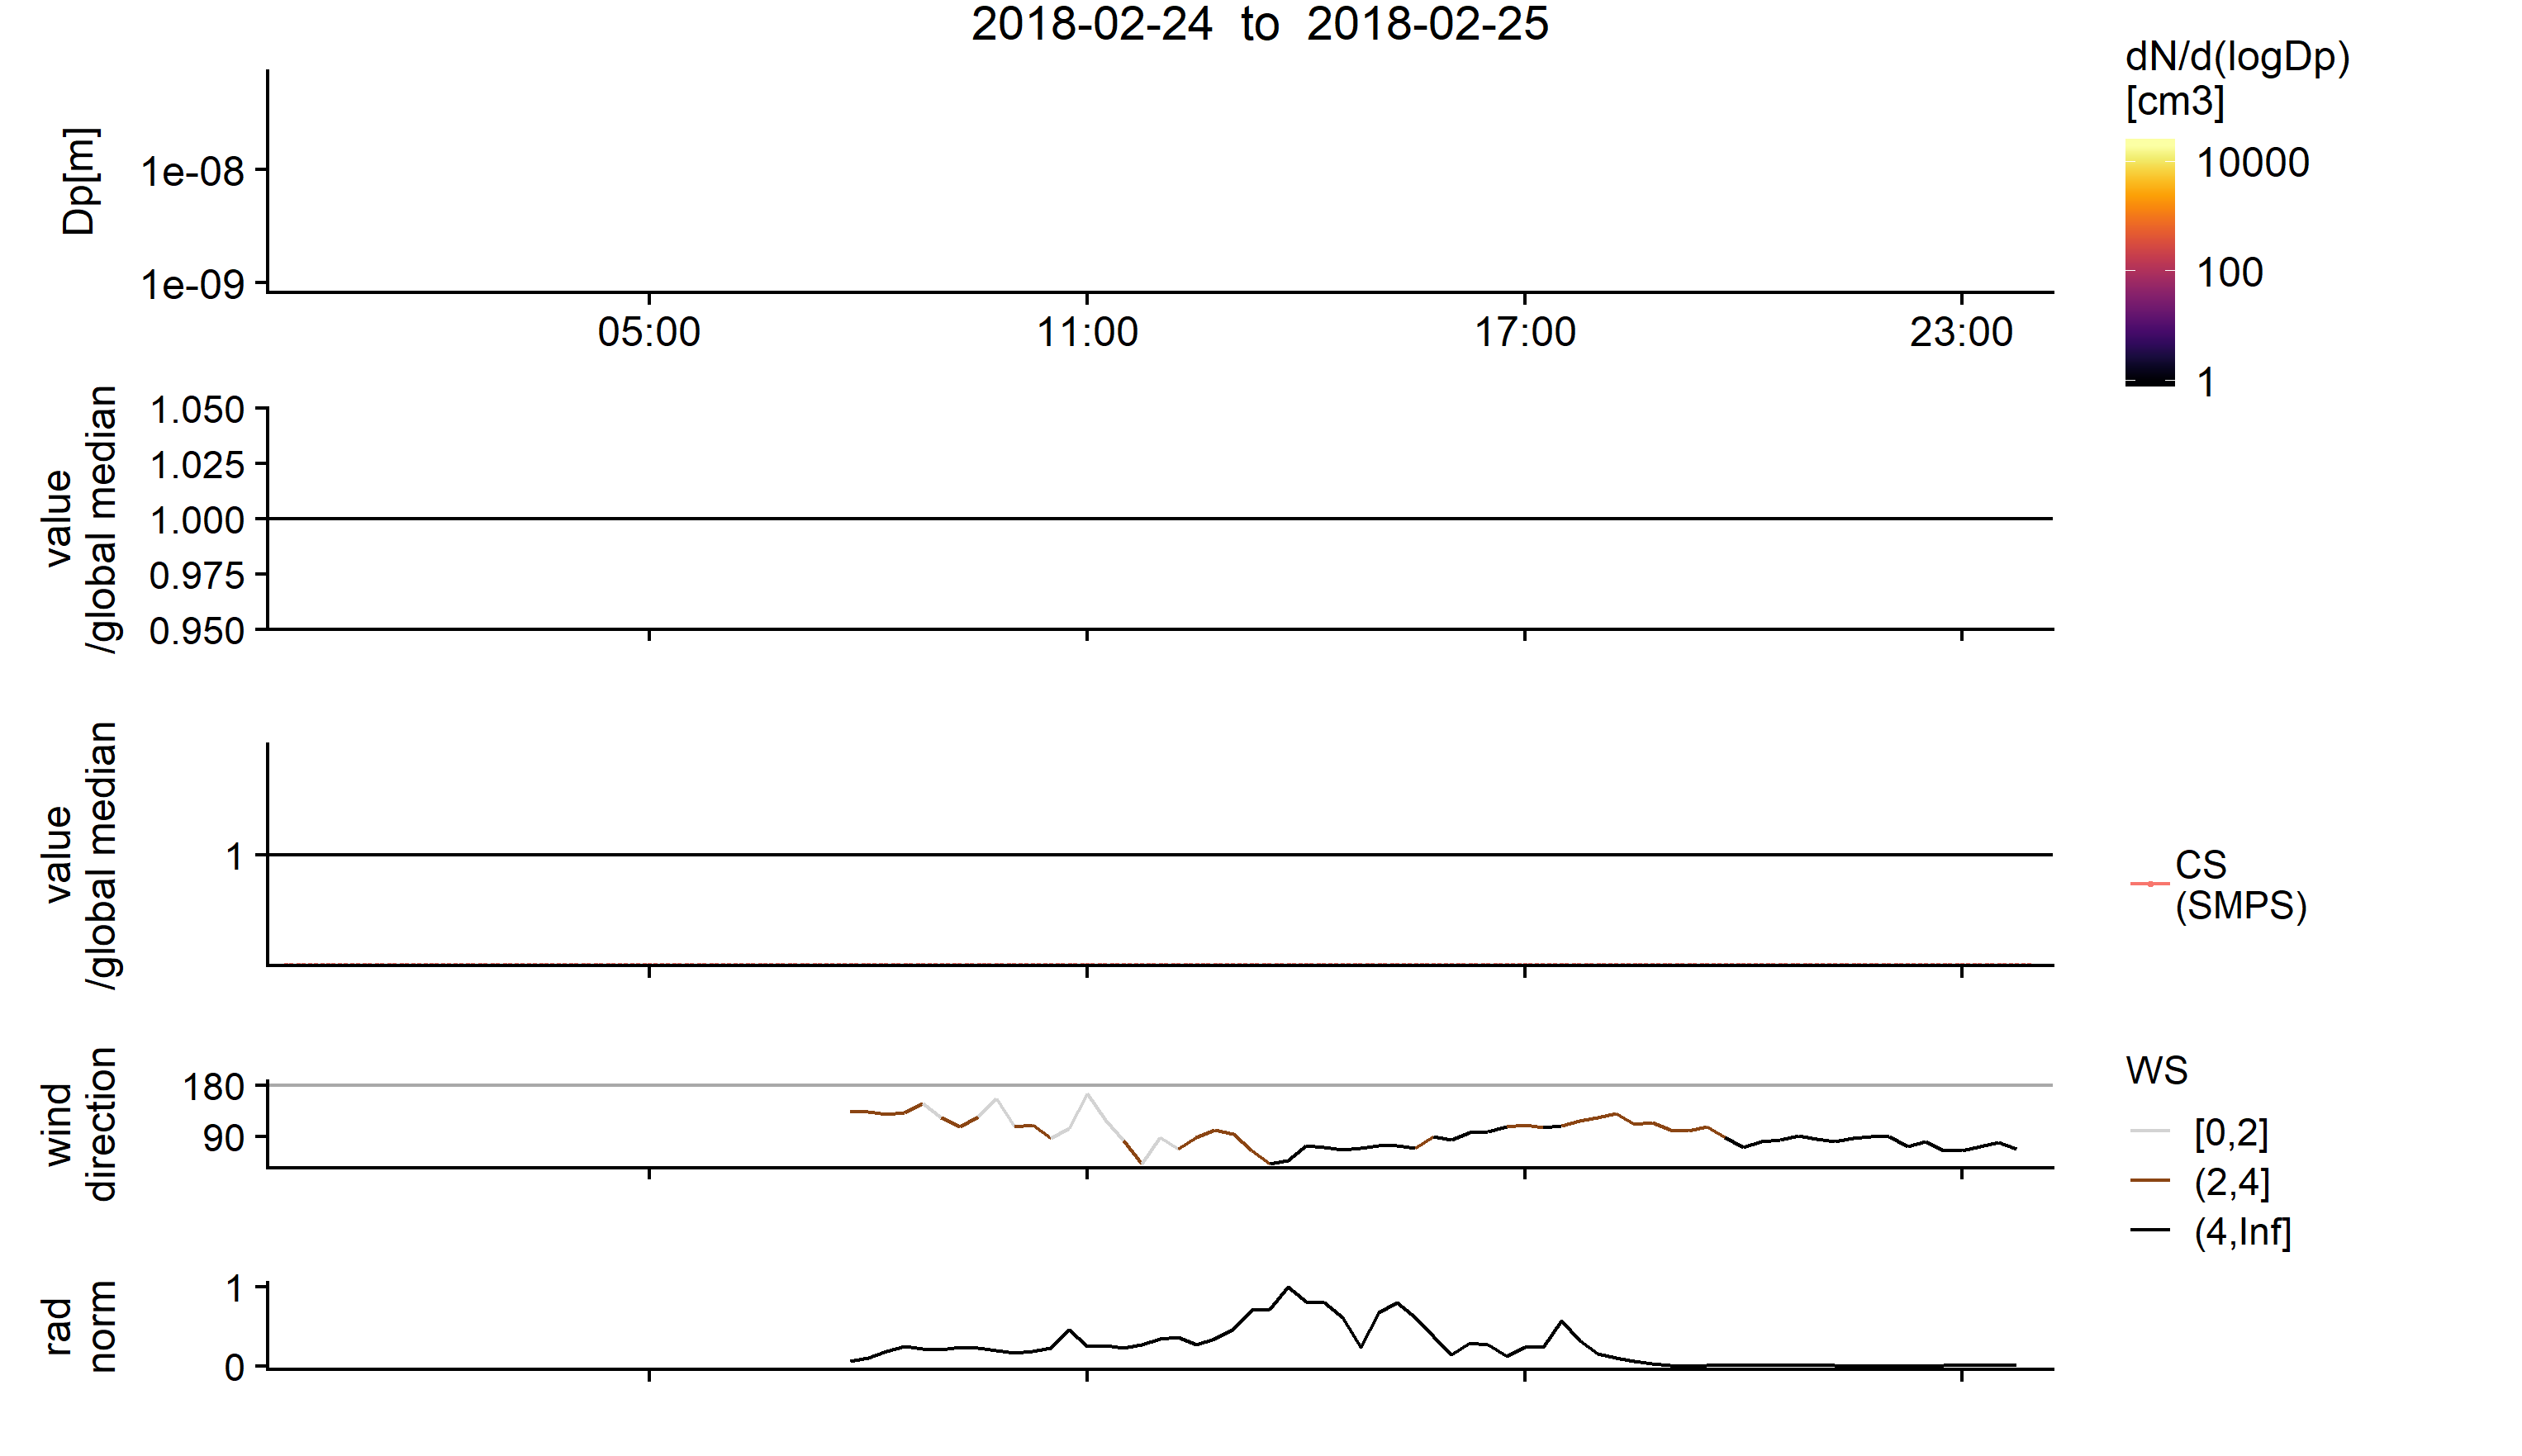 2018-02-24 to 2018-02-25
Dp[m]
1e-08
1e-09
05:00 11:00 17:00 23:00
dN/d(logDp)
[cm3]
10000
100
1
value
/global median
1.050
1.025
1.000
0.975
0.950
value
/global median
1
CS
(SMPS)
wind
direction
180
90
WS
[0,2]
(2,4]
(4,Inf]
rad
norm
1
0